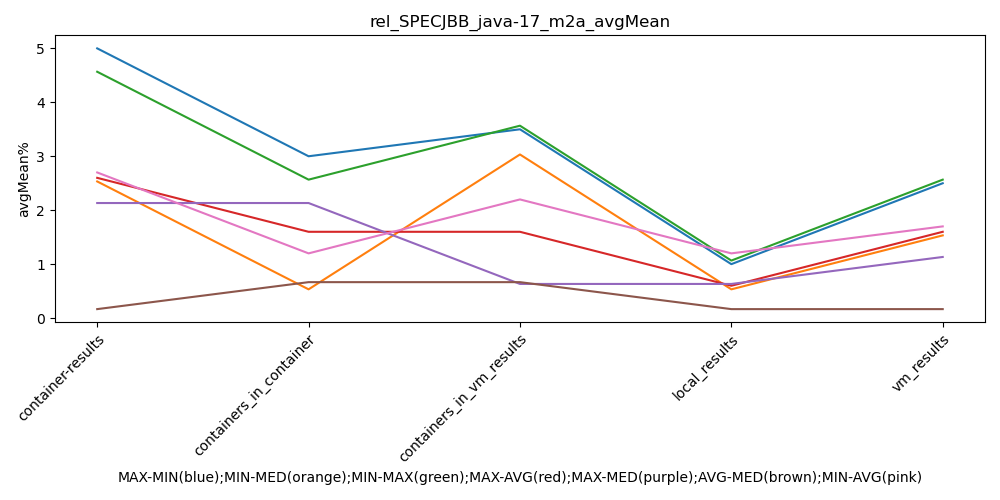 rel_SPECJBB_java-17_m2a_avgMean
avgMean%
5
4
3
2
1
0
container-results
containers_in_container
containers_in_vm_results
local_results
vm_results
MAX-MIN(blue);MIN-MED(orange);MIN-MAX(green);MAX-AVG(red);MAX-MED(purple);AVG-MED(brown);MIN-AVG(pink)